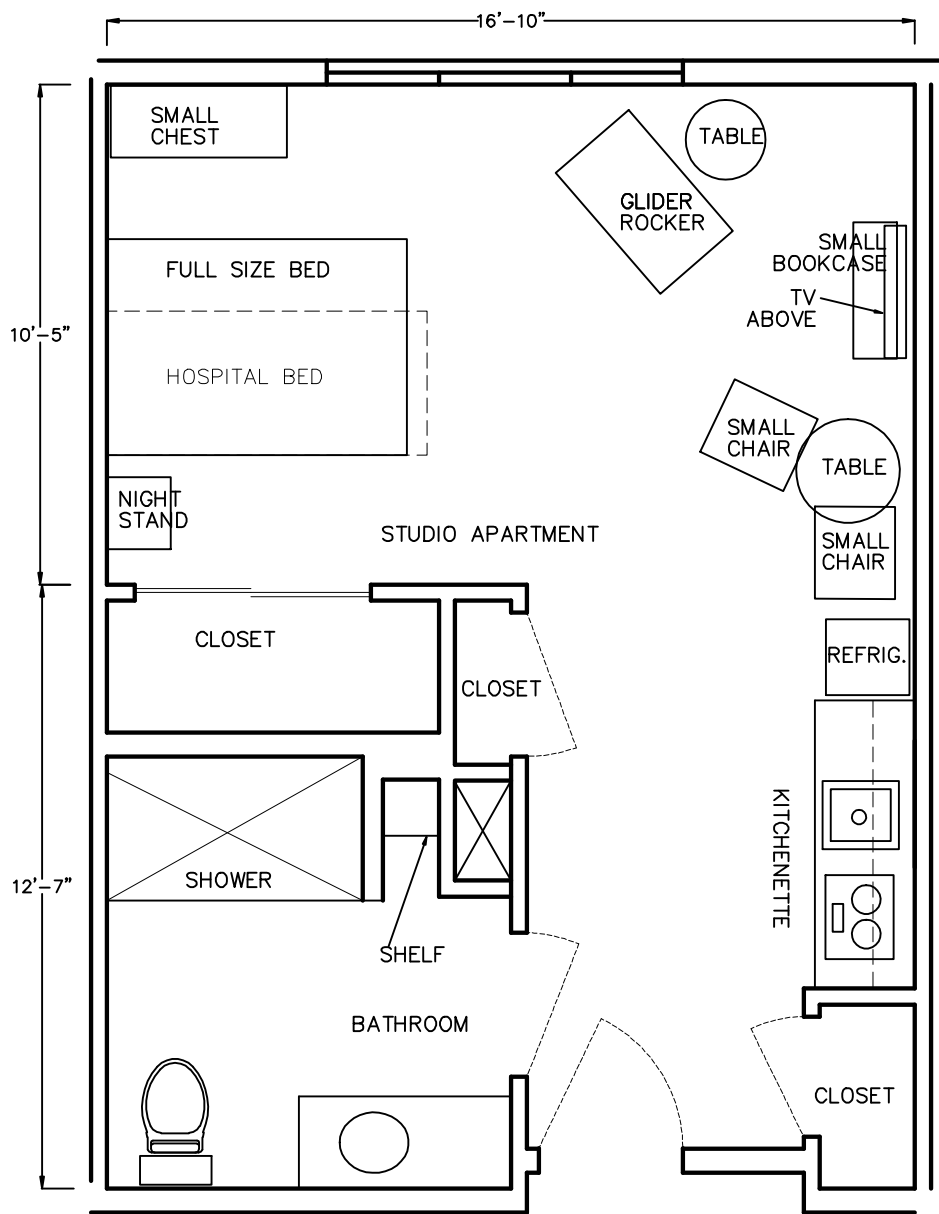 16'-10"
SMALL
CHEST
TABLE
GLIDER
ROCKER
SMALL
BOOKCASE
TV
ABOVE
FULL SIZE BED
10'-5"
HOSPITAL BED
SMALL
CHAIR
TABLE
NIGHT
STAND
STUDIO APARTMENT
SMALL
CHAIR
CLOSET
REFRIG.
CLOSET
KITCHENETTE
12'-7"
SHOWER
SHELF
BATHROOM
CLOSET